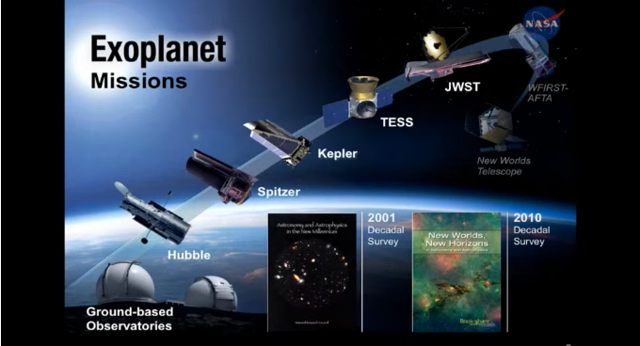 Exoplanet
Missions
NASA
JWST
WFIRST-
AFTA
TESS
New Worlds
Telescope
Kepler
Spitzer
Hubble
Ground-based
Observatories
Astronomy and Astrophysics
in the New Millennium
2001
Decadal
Survey
New Worlds,
New Horizons
2010
Decadal
Survey